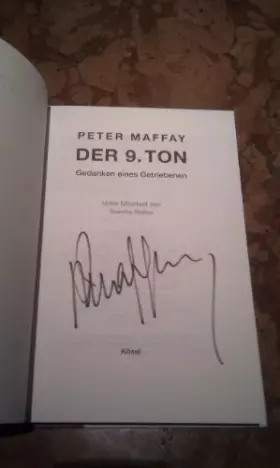 PETER MAFFAY
DER 9. TON
Gedanken eines Getriebenen
Unter Mitarbeit von
Kösel